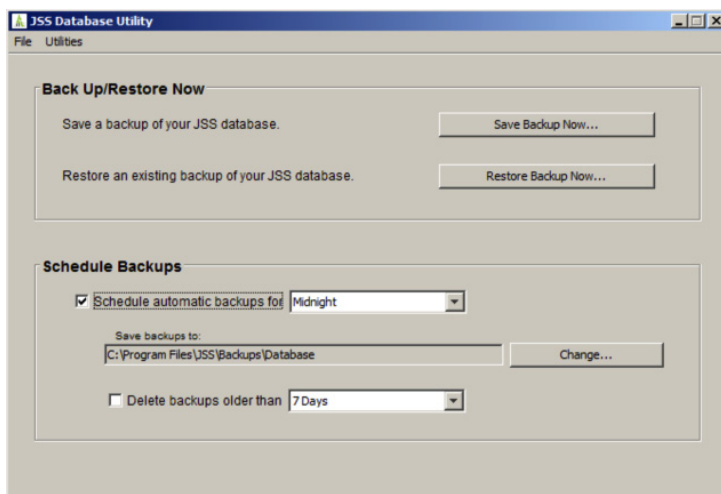 JSS Database Utility
File Utilities
Back Up/Restore Now
Save a backup of your JSS database. Save Backup Now...
Restore an existing backup of your JSS database. Restore Backup Now...
Schedule Backups
Schedule automatic backups for Midnight
Save backups to:
C:\Program Files\JSS\Backups\Database Change...
Delete backups older than 7 Days